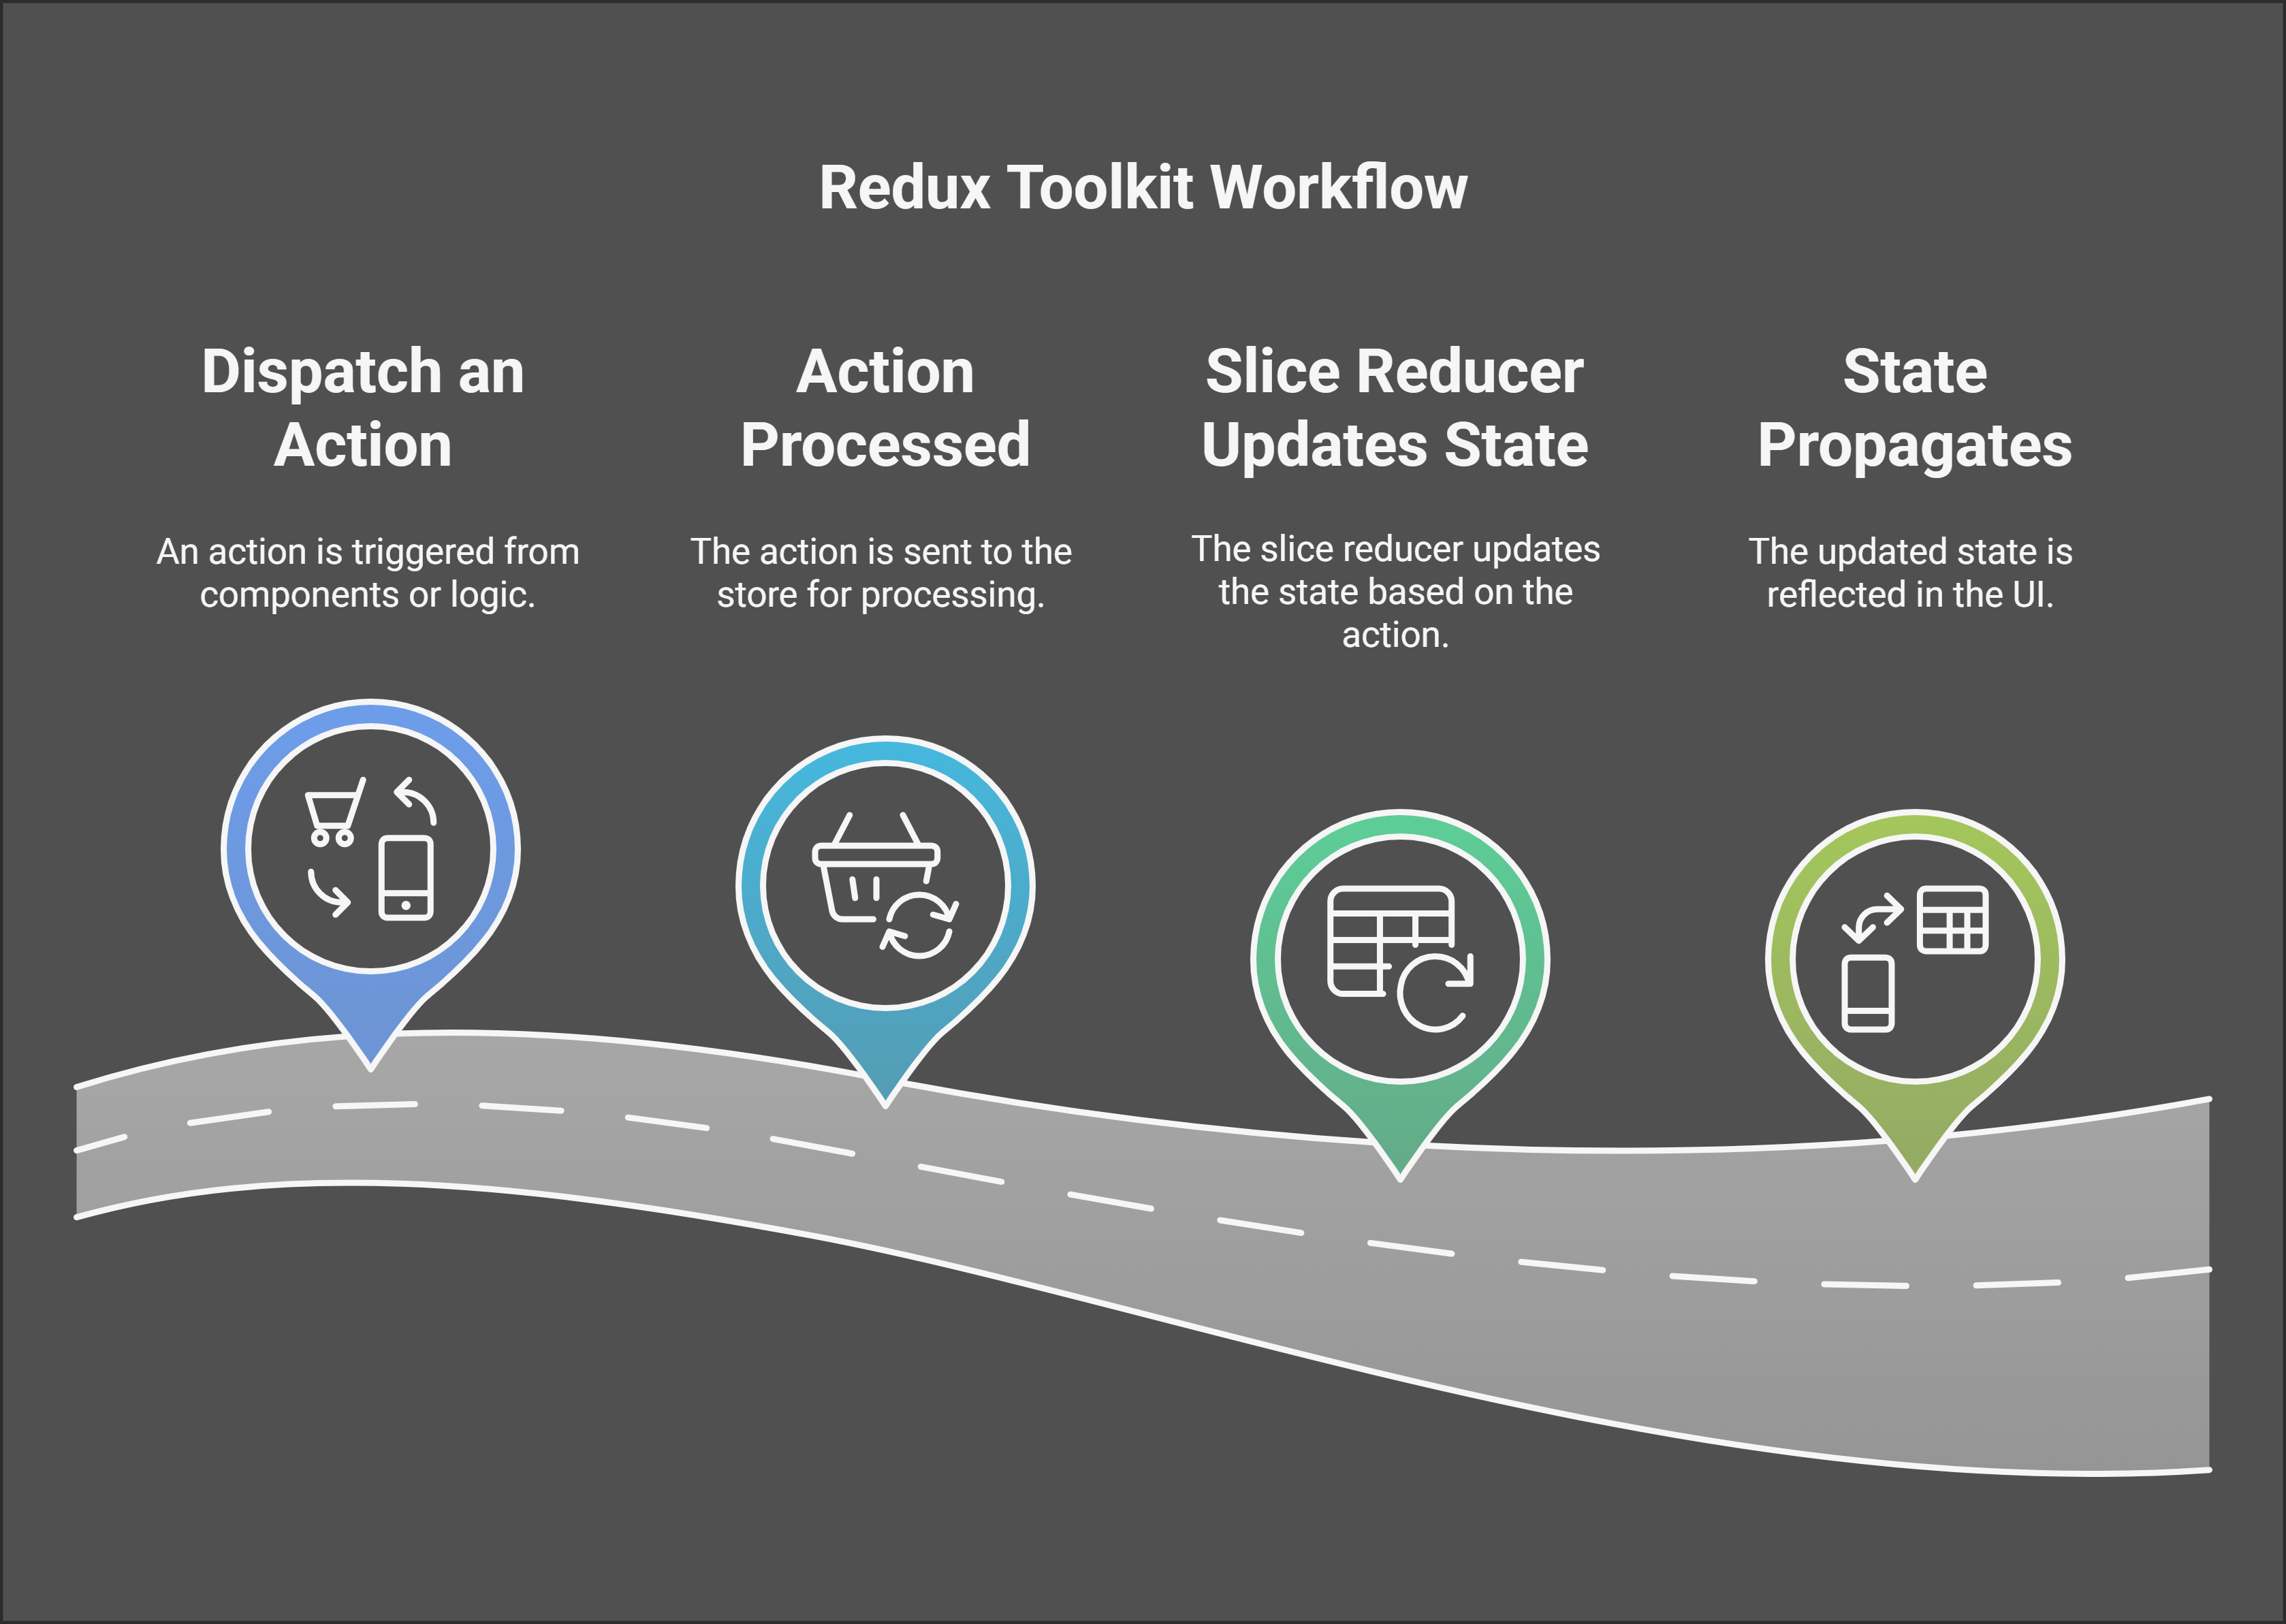 Redux Toolkit Workflow
Dispatch an
Action
An action is triggered from
components or logic.
Action
Processed
The action is sent to the
store for processing.
Slice Reducer
Updates State
The slice reducer updates
the state based on the
action.
State
Propagates
The updated state is
reflected in the UI.